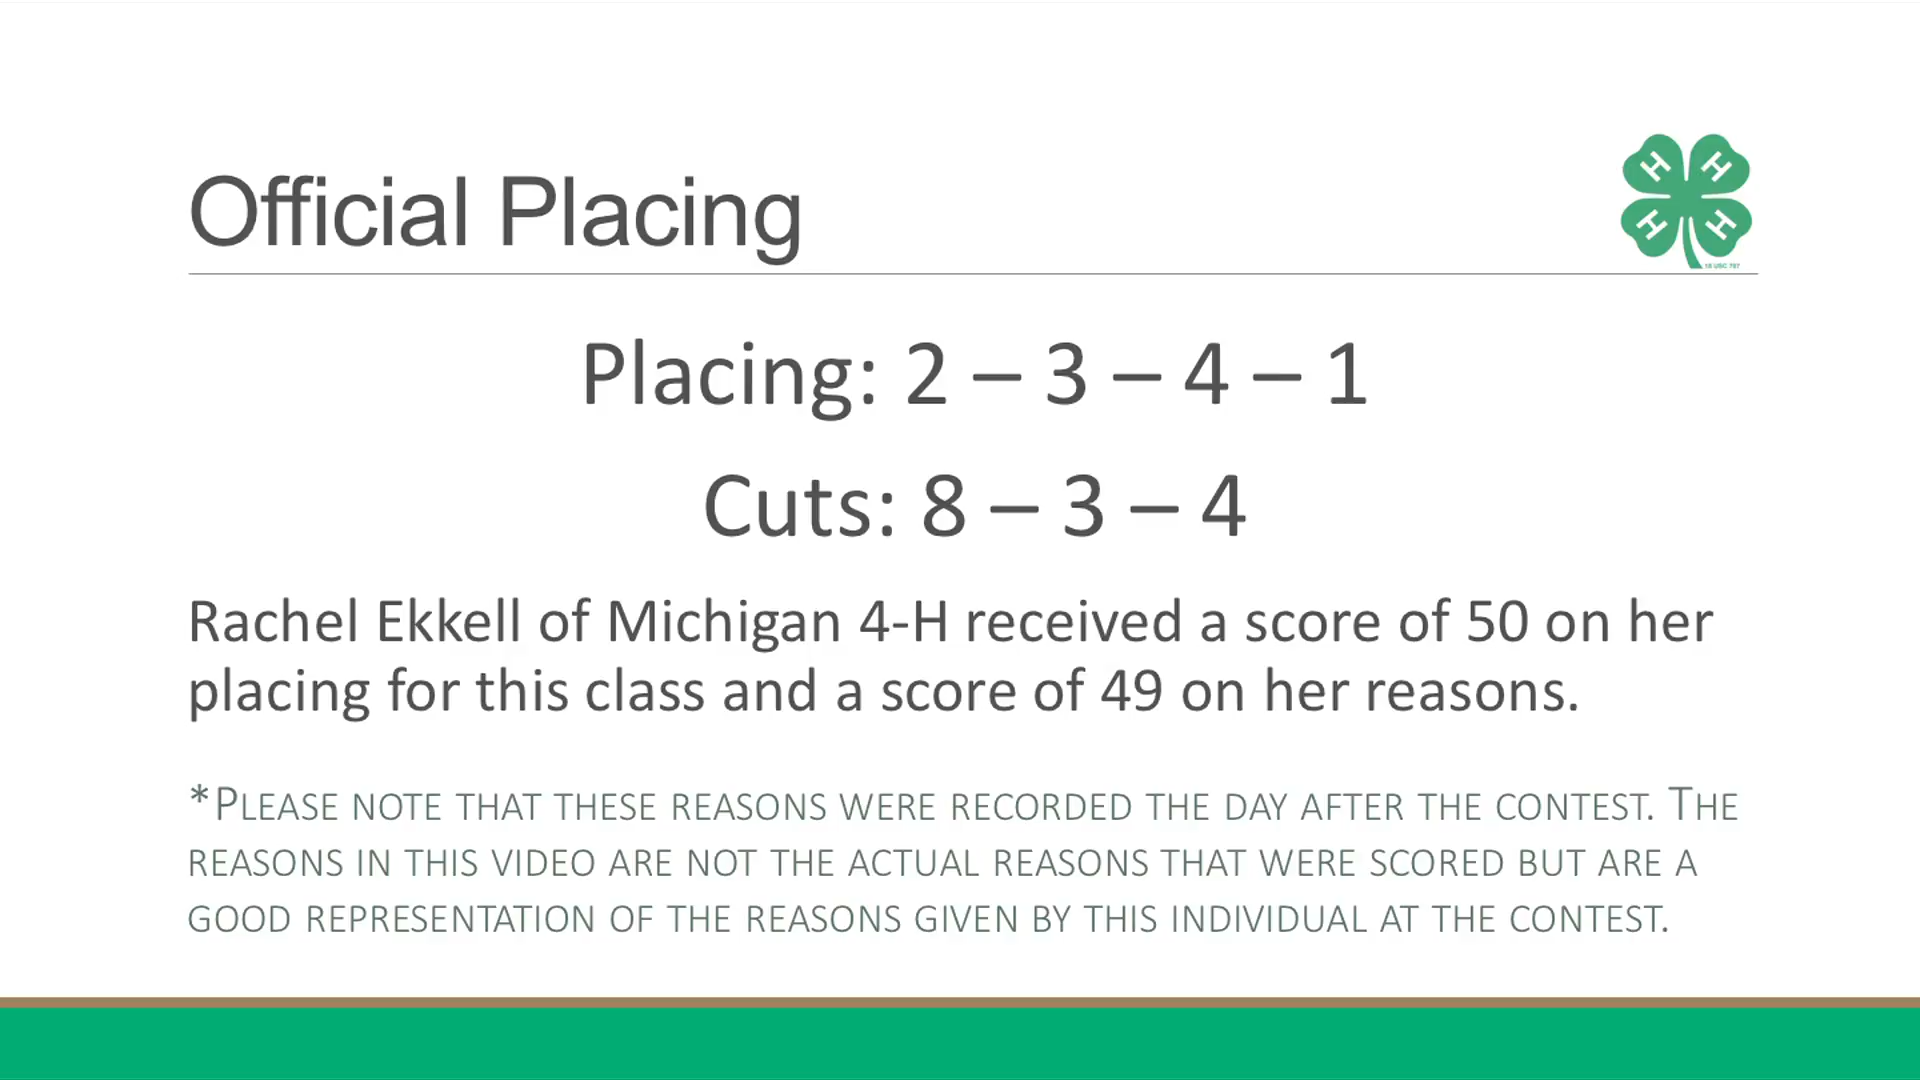 Official Placing
H H
H H
18 USC 707
Placing: 2 – 3 – 4 – 1
Cuts: 8 – 3 – 4
Rachel Ekkell of Michigan 4-H received a score of 50 on her
placing for this class and a score of 49 on her reasons.
*PLEASE NOTE THAT THESE REASONS WERE RECORDED THE DAY AFTER THE CONTEST. THE
REASONS IN THIS VIDEO ARE NOT THE ACTUAL REASONS THAT WERE SCORED BUT ARE A
GOOD REPRESENTATION OF THE REASONS GIVEN BY THIS INDIVIDUAL AT THE CONTEST.